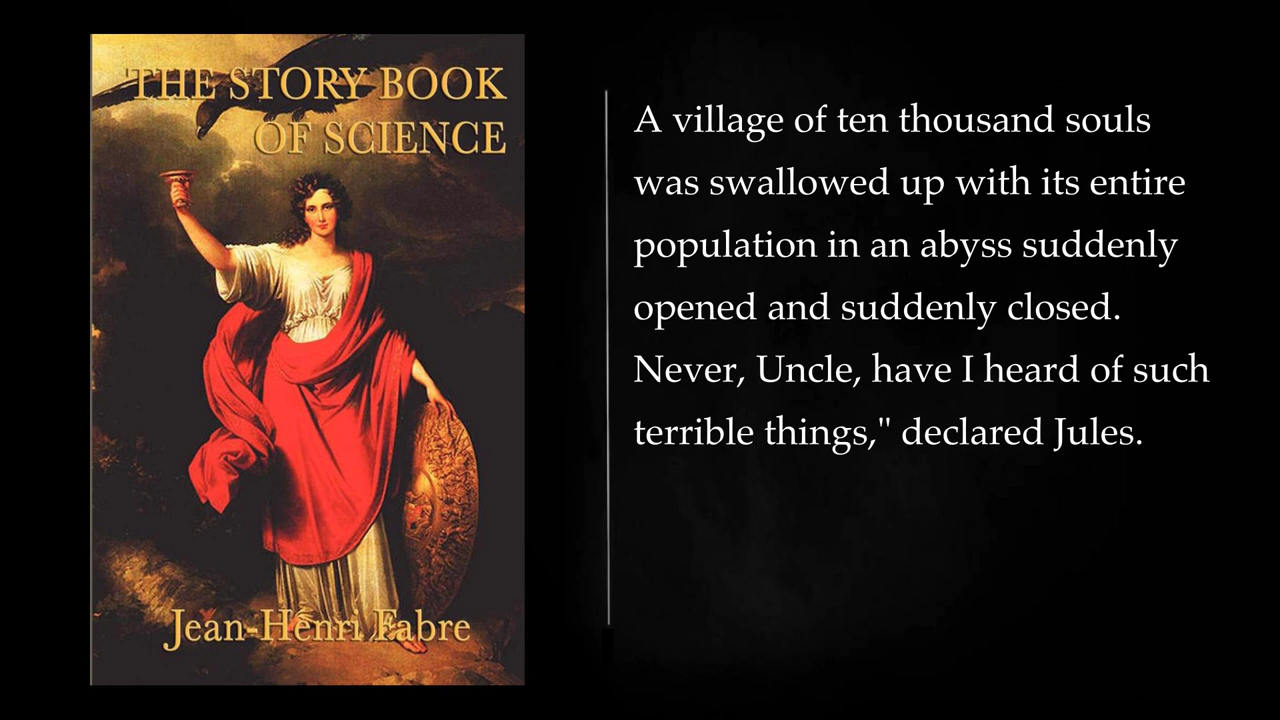 THE STORY BOOK
OF SCIENCE
Jean-Henri Fabre
A village of ten thousand souls
was swallowed up with its entire
population in an abyss suddenly
opened and suddenly closed.
Never, Uncle, have I heard of such
terrible things," declared Jules.